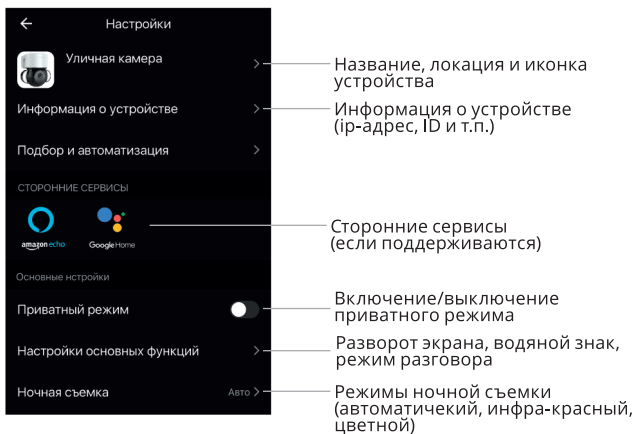 Настройки
Уличная камера
Название, локация и иконка
устройства
Информация о устройстве
Информация о устройстве
(ip-адрес, ID и т.п.)
Подбор и автоматизация
СТОРОННИЕ СЕРВИСЫ
amazon echo
Google Home
Сторонние сервисы
(если поддерживаются)
Основные нстройки
Приватный режим
Включение/выключение
приватного режима
Настройки основных функций
Разворот экрана, водяной знак,
режим разговора
Ночная съемка
Авто
Режимы ночной съемки
(автоматичекий, инфра-красный,
цветной)